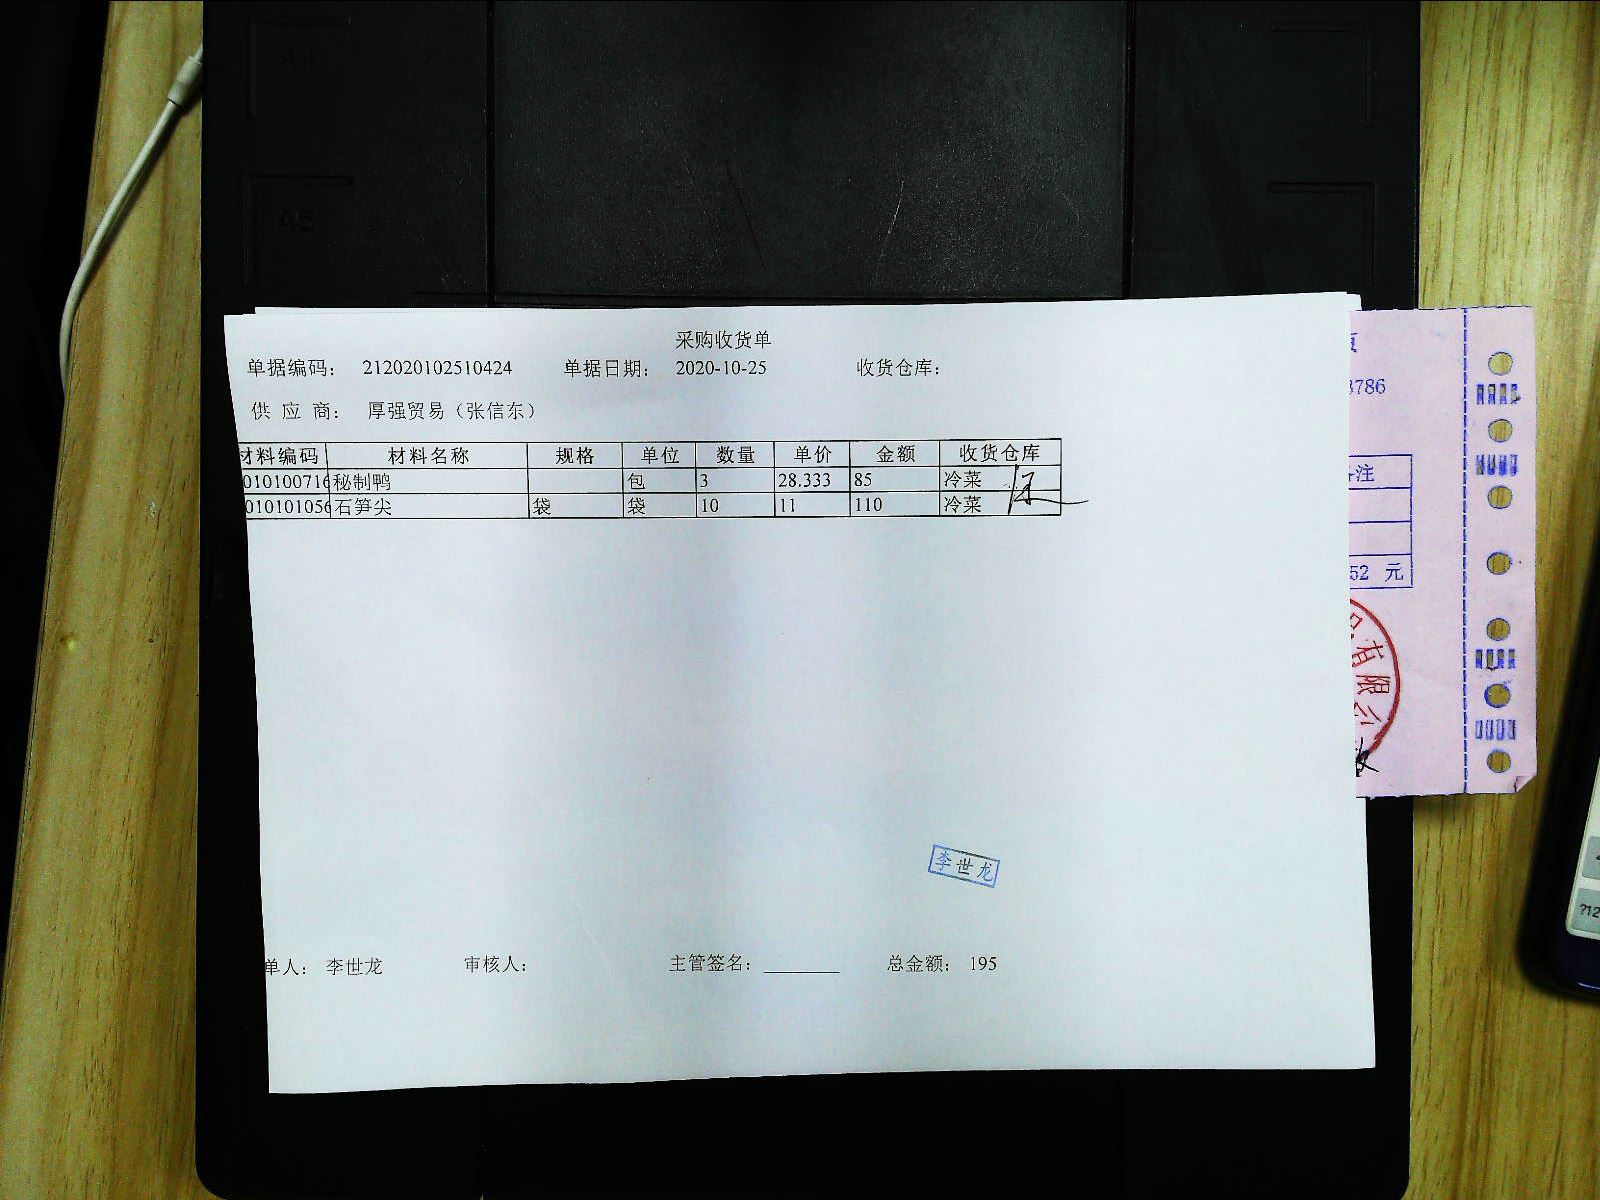 采购收货单
单据编码： 212020102510424 单据日期： 2020-10-25 收货仓库：
供 应 商： 厚强贸易（张信东）
材料编码 材料名称 规格 单位 数量 单价 金额 收货仓库
010100716 秘制鸭 包 3 28.333 85 冷菜
010101056 石笋尖 袋 袋 10 11 110 冷菜
李世龙
单人： 李世龙 审核人： 主管签名： 总金额： 195
3786
注
52 元
有限公
A5
?12